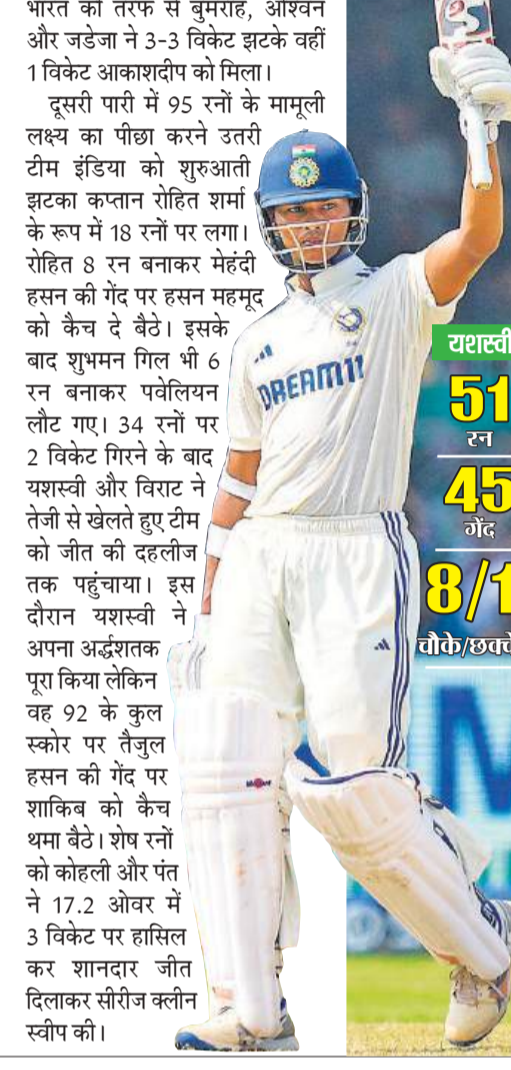 भारत की तरफ से बुमराह, अश्विन
और जडेजा ने 3-3 विकेट झटके वहीं
1 विकेट आकाशदीप को मिला।
दूसरी पारी में 95 रनों के मामूली
लक्ष्य का पीछा करने उतरी
टीम इंडिया को शुरुआती
झटका कप्तान रोहित शर्मा
के रूप में 18 रनों पर लगा।
रोहित 8 रन बनाकर मेहंदी
हसन की गेंद पर हसन महमूद
को कैच दे बैठे। इसके
बाद शुभमन गिल भी 6
रन बनाकर पवेलियन
लौट गए। 34 रनों पर
2 विकेट गिरने के बाद
यशस्वी और विराट ने
तेजी से खेलते हुए टीम
को जीत की दहलीज
तक पहुंचाया। इस
दौरान यशस्वी ने
अपना अर्द्धशतक
पूरा किया लेकिन
वह 92 के कुल
स्कोर पर तैजुल
हसन की गेंद पर
शाकिब को कैच
थमा बैठे। शेष रनों
को कोहली और पंत
ने 17.2 ओवर में
3 विकेट पर हासिल
कर शानदार जीत
दिलाकर सीरीज क्लीन
स्वीप की।
DREAM11
यशस्वी
51
रन
45
गेंद
8/1
चौके/छक्के